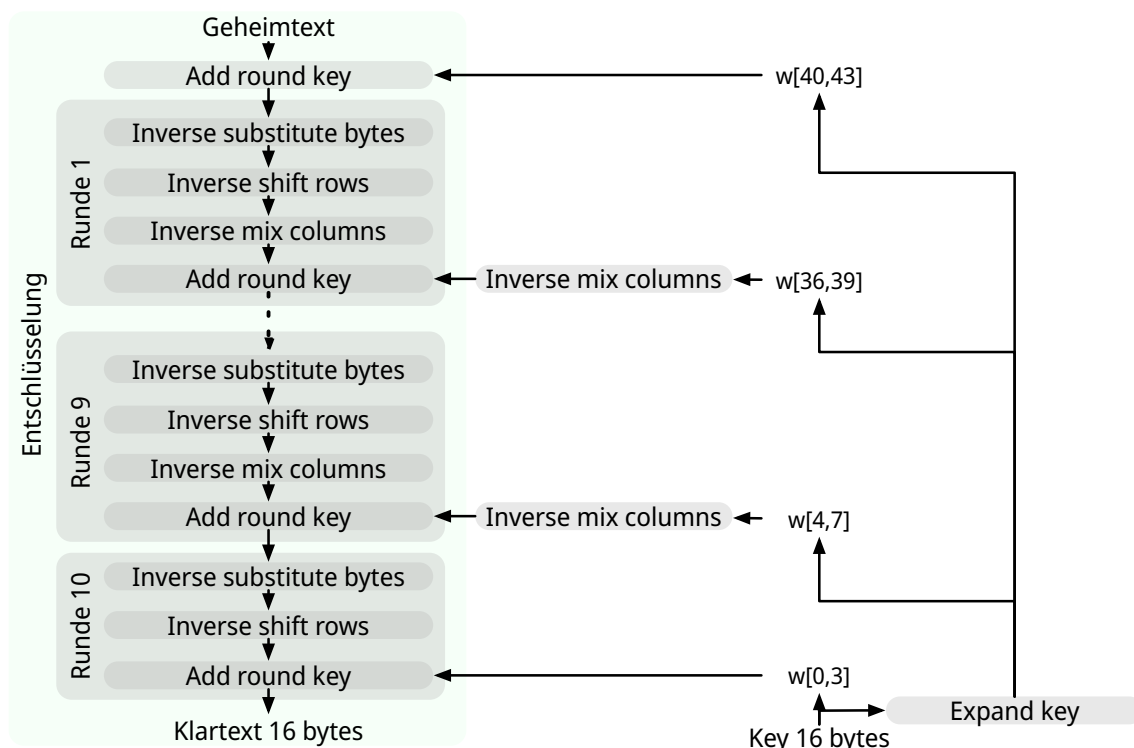 Geheimtext
Add round key
w[40,43]
Entschlüsselung
Runde 1
Inverse substitute bytes
Inverse shift rows
Inverse mix columns
Add round key
Inverse mix columns
w[36,39]
Runde 9
Inverse substitute bytes
Inverse shift rows
Inverse mix columns
Add round key
Inverse mix columns
w[4,7]
Runde 10
Inverse substitute bytes
Inverse shift rows
Add round key
w[0,3]
Expand key
Klartext 16 bytes
Key 16 bytes